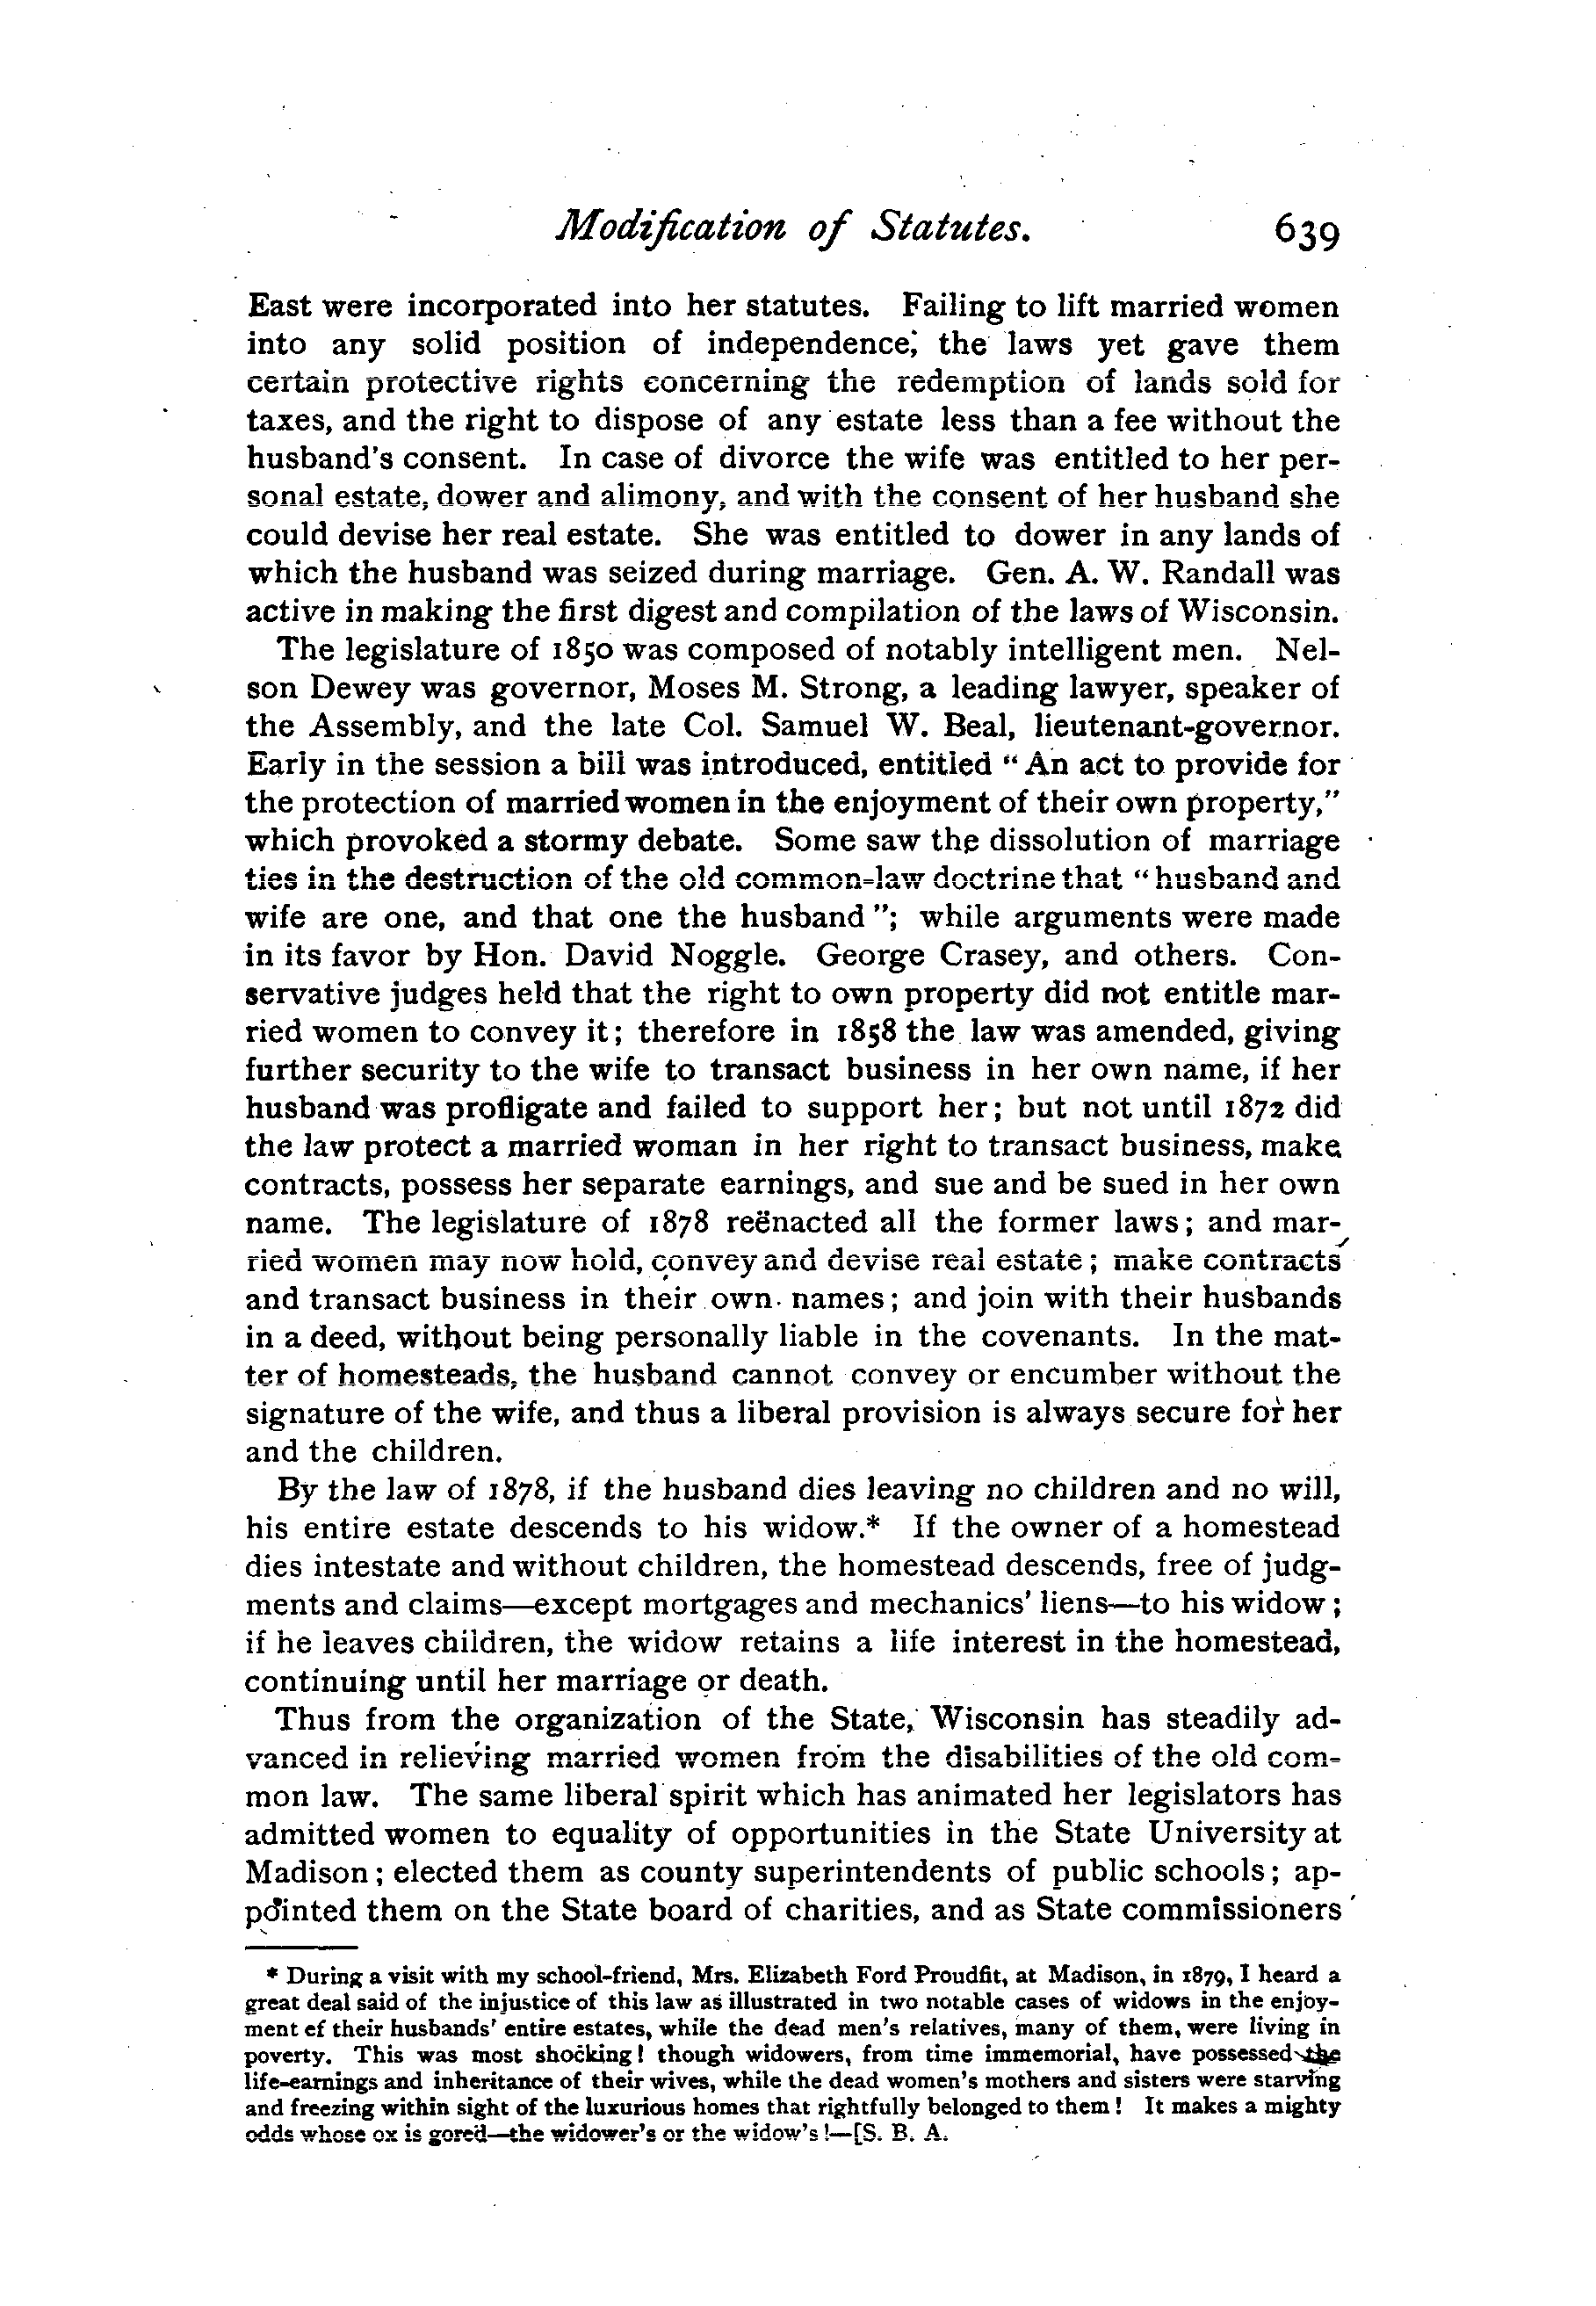 Modification of Statutes. 639
East were incorporated into her statutes. Failing to lift married women
into any solid position of independence, the laws yet gave them
certain protective rights concerning the redemption of lands sold for
taxes, and the right to dispose of any estate less than a fee without the
husband's consent. In case of divorce the wife was entitled to her per-
sonal estate, dower and alimony, and with the consent of her husband she
could devise her real estate. She was entitled to dower in any lands of
which the husband was seized during marriage. Gen. A. W. Randall was
active in making the first digest and compilation of the laws of Wisconsin.
The legislature of 1850 was composed of notably intelligent men. Nel-
son Dewey was governor, Moses M. Strong, a leading lawyer, speaker of
the Assembly, and the late Col. Samuel W. Beal, lieutenant-governor.
Early in the session a bill was introduced, entitled "An act to provide for
the protection of married women in the enjoyment of their own property,"
which provoked a stormy debate. Some saw the dissolution of marriage
ties in the destruction of the old common-law doctrine that "husband and
wife are one, and that one the husband"; while arguments were made
in its favor by Hon. David Noggle. George Crasey, and others. Con-
servative judges held that the right to own property did not entitle mar-
ried women to convey it; therefore in 1858 the law was amended, giving
further security to the wife to transact business in her own name, if her
husband was profligate and failed to support her; but not until 1872 did
the law protect a married woman in her right to transact business, make
contracts, possess her separate earnings, and sue and be sued in her own
name. The legislature of 1878 reënacted all the former laws; and mar-
ried women may now hold, convey and devise real estate; make contracts
and transact business in their own names; and join with their husbands
in a deed, without being personally liable in the covenants. In the mat-
ter of homesteads, the husband cannot convey or encumber without the
signature of the wife, and thus a liberal provision is always secure for her
and the children.
By the law of 1878, if the husband dies leaving no children and no will,
his entire estate descends to his widow.* If the owner of a homestead
dies intestate and without children, the homestead descends, free of judg-
ments and claims—except mortgages and mechanics' liens—to his widow;
if he leaves children, the widow retains a life interest in the homestead,
continuing until her marriage or death.
Thus from the organization of the State, Wisconsin has steadily ad-
vanced in relieving married women from the disabilities of the old com-
mon law. The same liberal spirit which has animated her legislators has
admitted women to equality of opportunities in the State University at
Madison; elected them as county superintendents of public schools; ap-
pointed them on the State board of charities, and as State commissioners
* During a visit with my school-friend, Mrs. Elizabeth Ford Proudfit, at Madison, in 1879, I heard a
great deal said of the injustice of this law as illustrated in two notable cases of widows in the enjoy-
ment of their husbands' entire estates, while the dead men's relatives, many of them, were living in
poverty. This was most shocking! though widowers, from time immemorial, have possessed the
life-earnings and inheritance of their wives, while the dead women's mothers and sisters were starving
and freezing within sight of the luxurious homes that rightfully belonged to them! It makes a mighty
odds whose ox is gored—the widower's or the widow's!—[S. B. A.